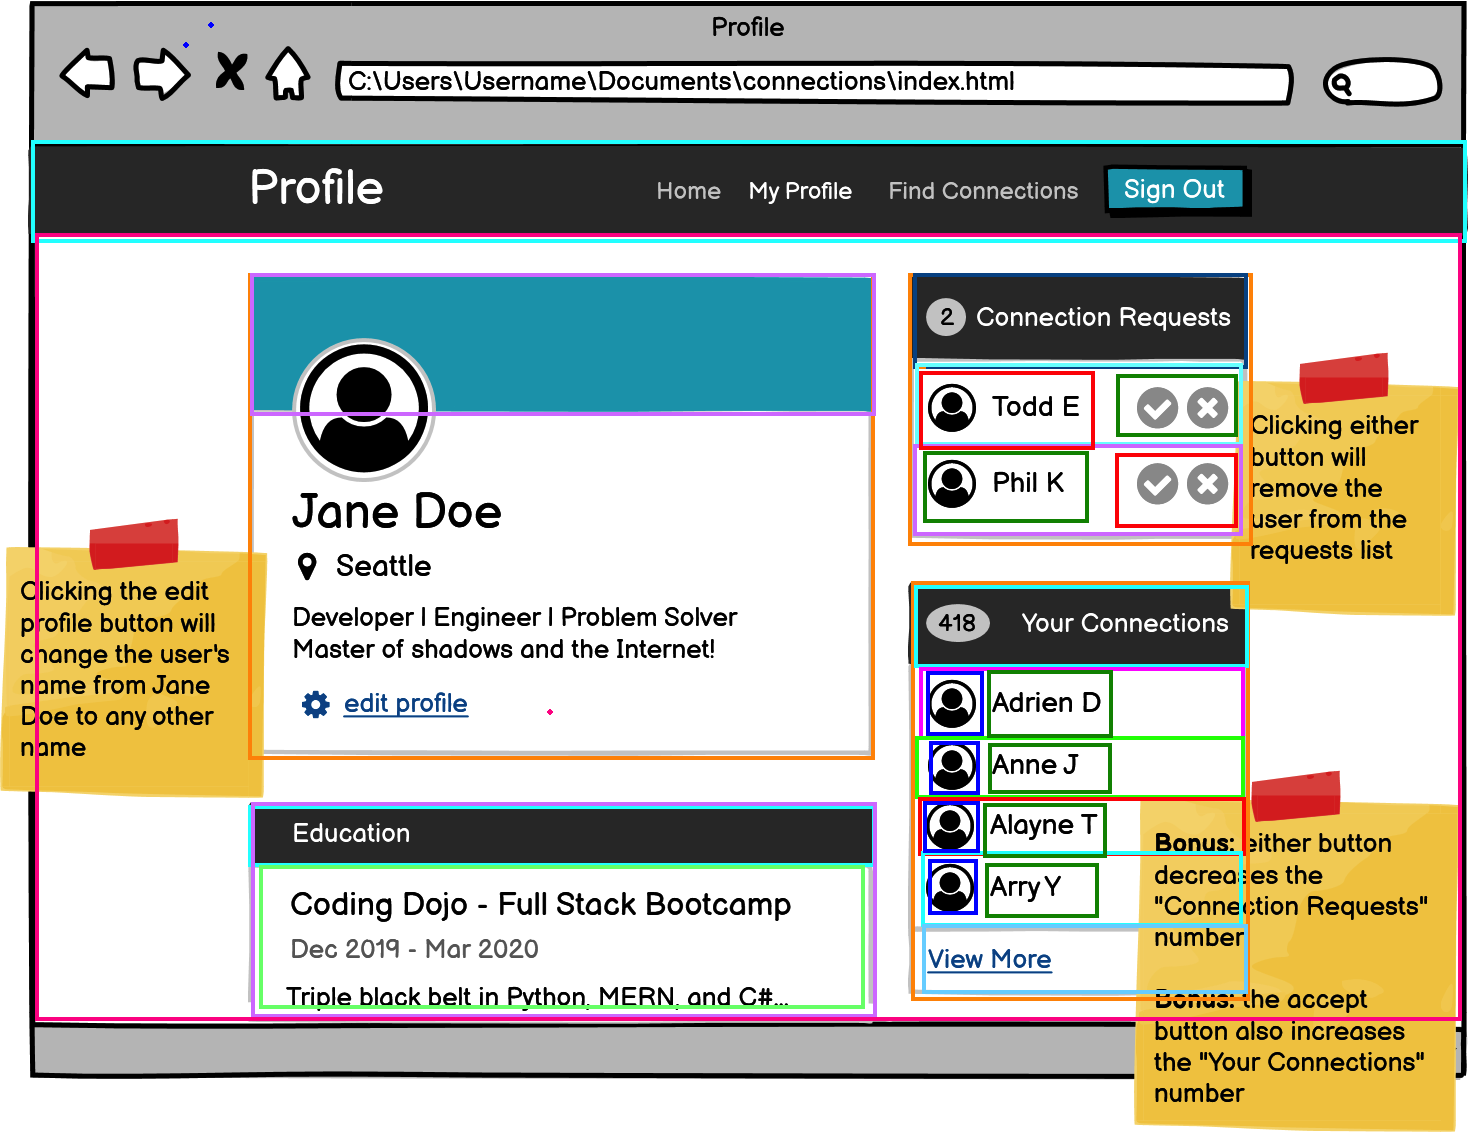 Profile
C:\Users\Username\Documents\connections\index.html
Profile
Home
My Profile
Find Connections
Sign Out
2
Connection Requests
Todd E
Phil K
Clicking either
button will
remove the
user from the
requests list
Jane Doe
Seattle
Developer | Engineer | Problem Solver
Master of shadows and the Internet!
edit profile
Clicking the edit
profile button will
change the user's
name from Jane
Doe to any other
name
418
Your Connections
Adrien D
Anne J
Alayne T
Arry Y
View More
Education
Coding Dojo - Full Stack Bootcamp
Dec 2019 - Mar 2020
Triple black belt in Python, MERN, and C#...
Bonus: either button
decreases the
"Connection Requests"
number
Bonus: the accept
button also increases
the "Your Connections"
number